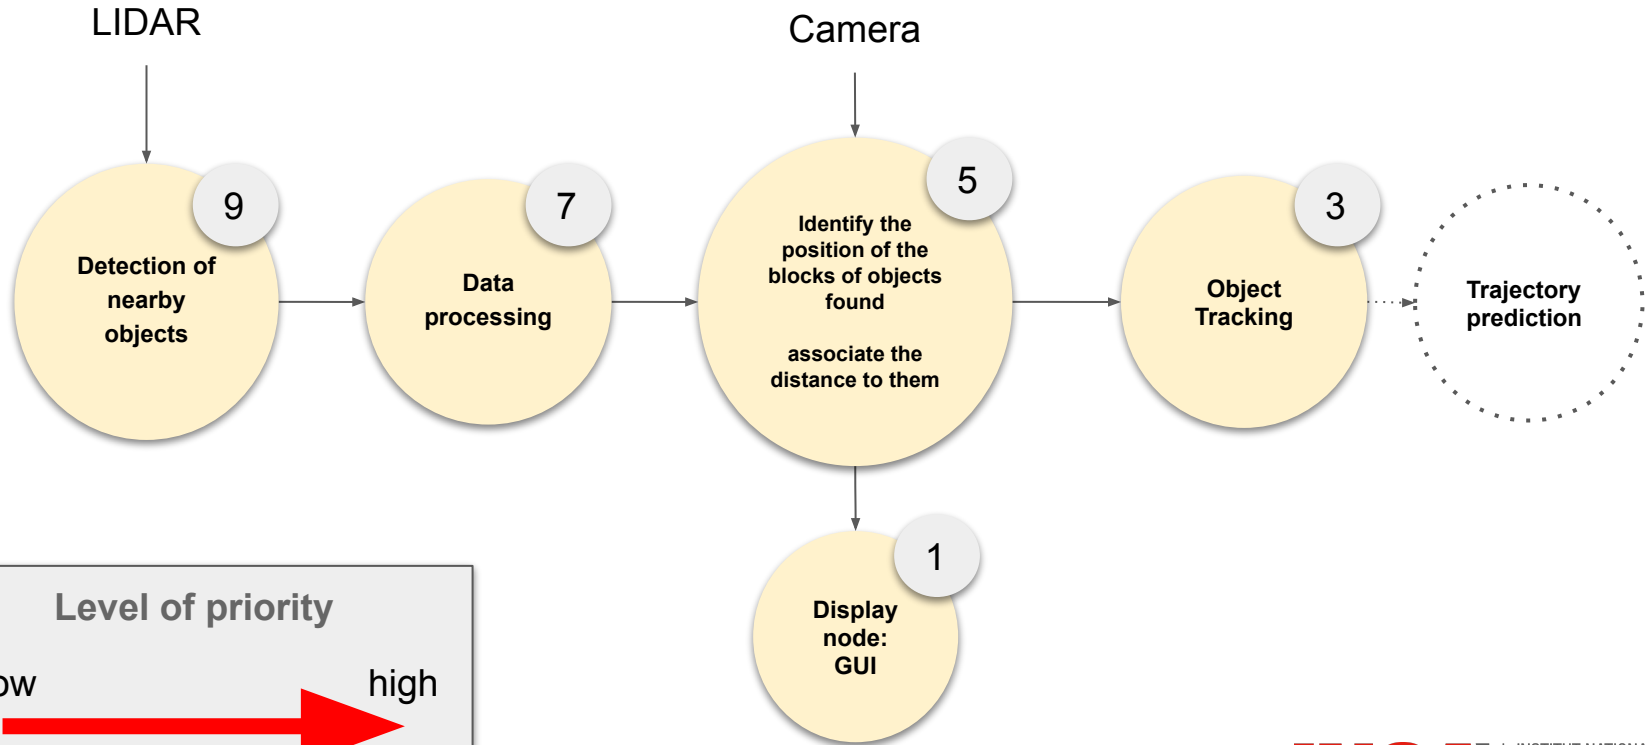 LIDAR
Camera
9
Detection of
nearby
objects
7
Data
processing
5
Identify the
position of the
blocks of objects
found
associate the
distance to them
3
Object
Tracking
Trajectory
prediction
1
Display
node:
GUI
Level of priority
high
INSTITUT NATIONA